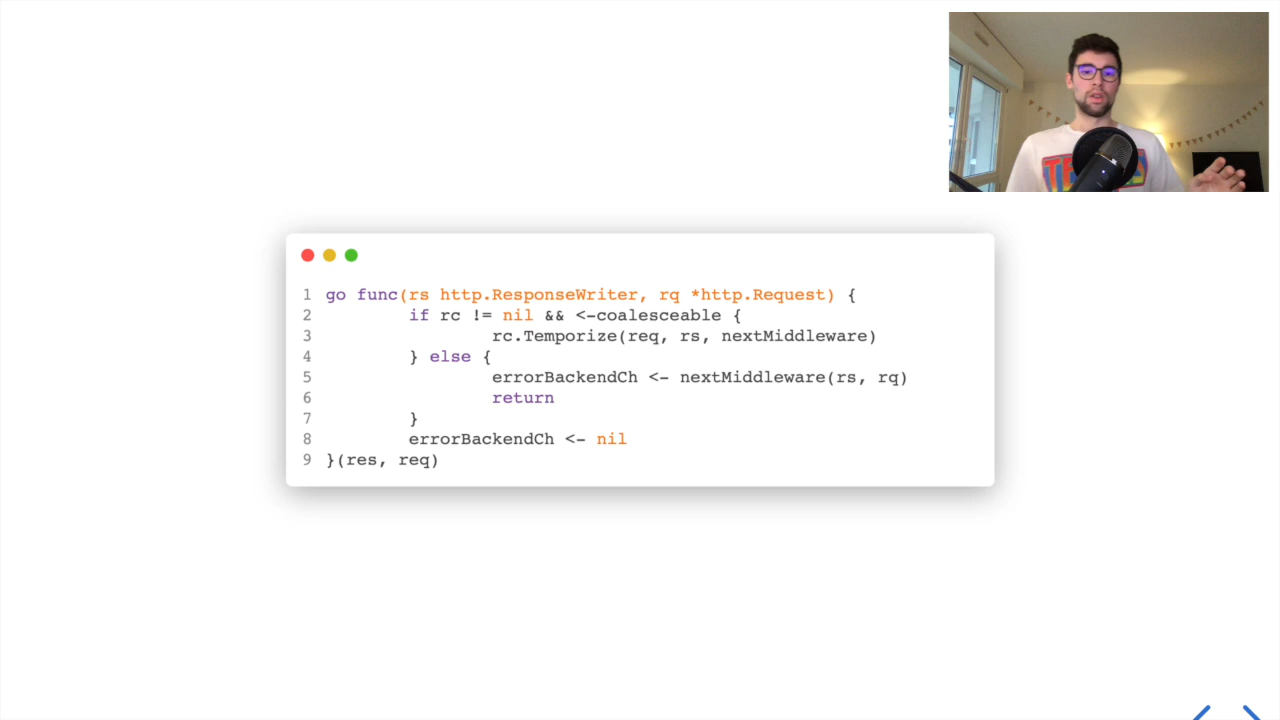 1 go func(rs http.ResponseWriter, rq *http.Request) {
2 if rc != nil && <-coalesceable {
3 rc.Temporize(req, rs, nextMiddleware)
4 } else {
5 errorBackendCh <- nextMiddleware(rs, rq)
6 return
7 }
8 errorBackendCh <- nil
9 }(res, req)